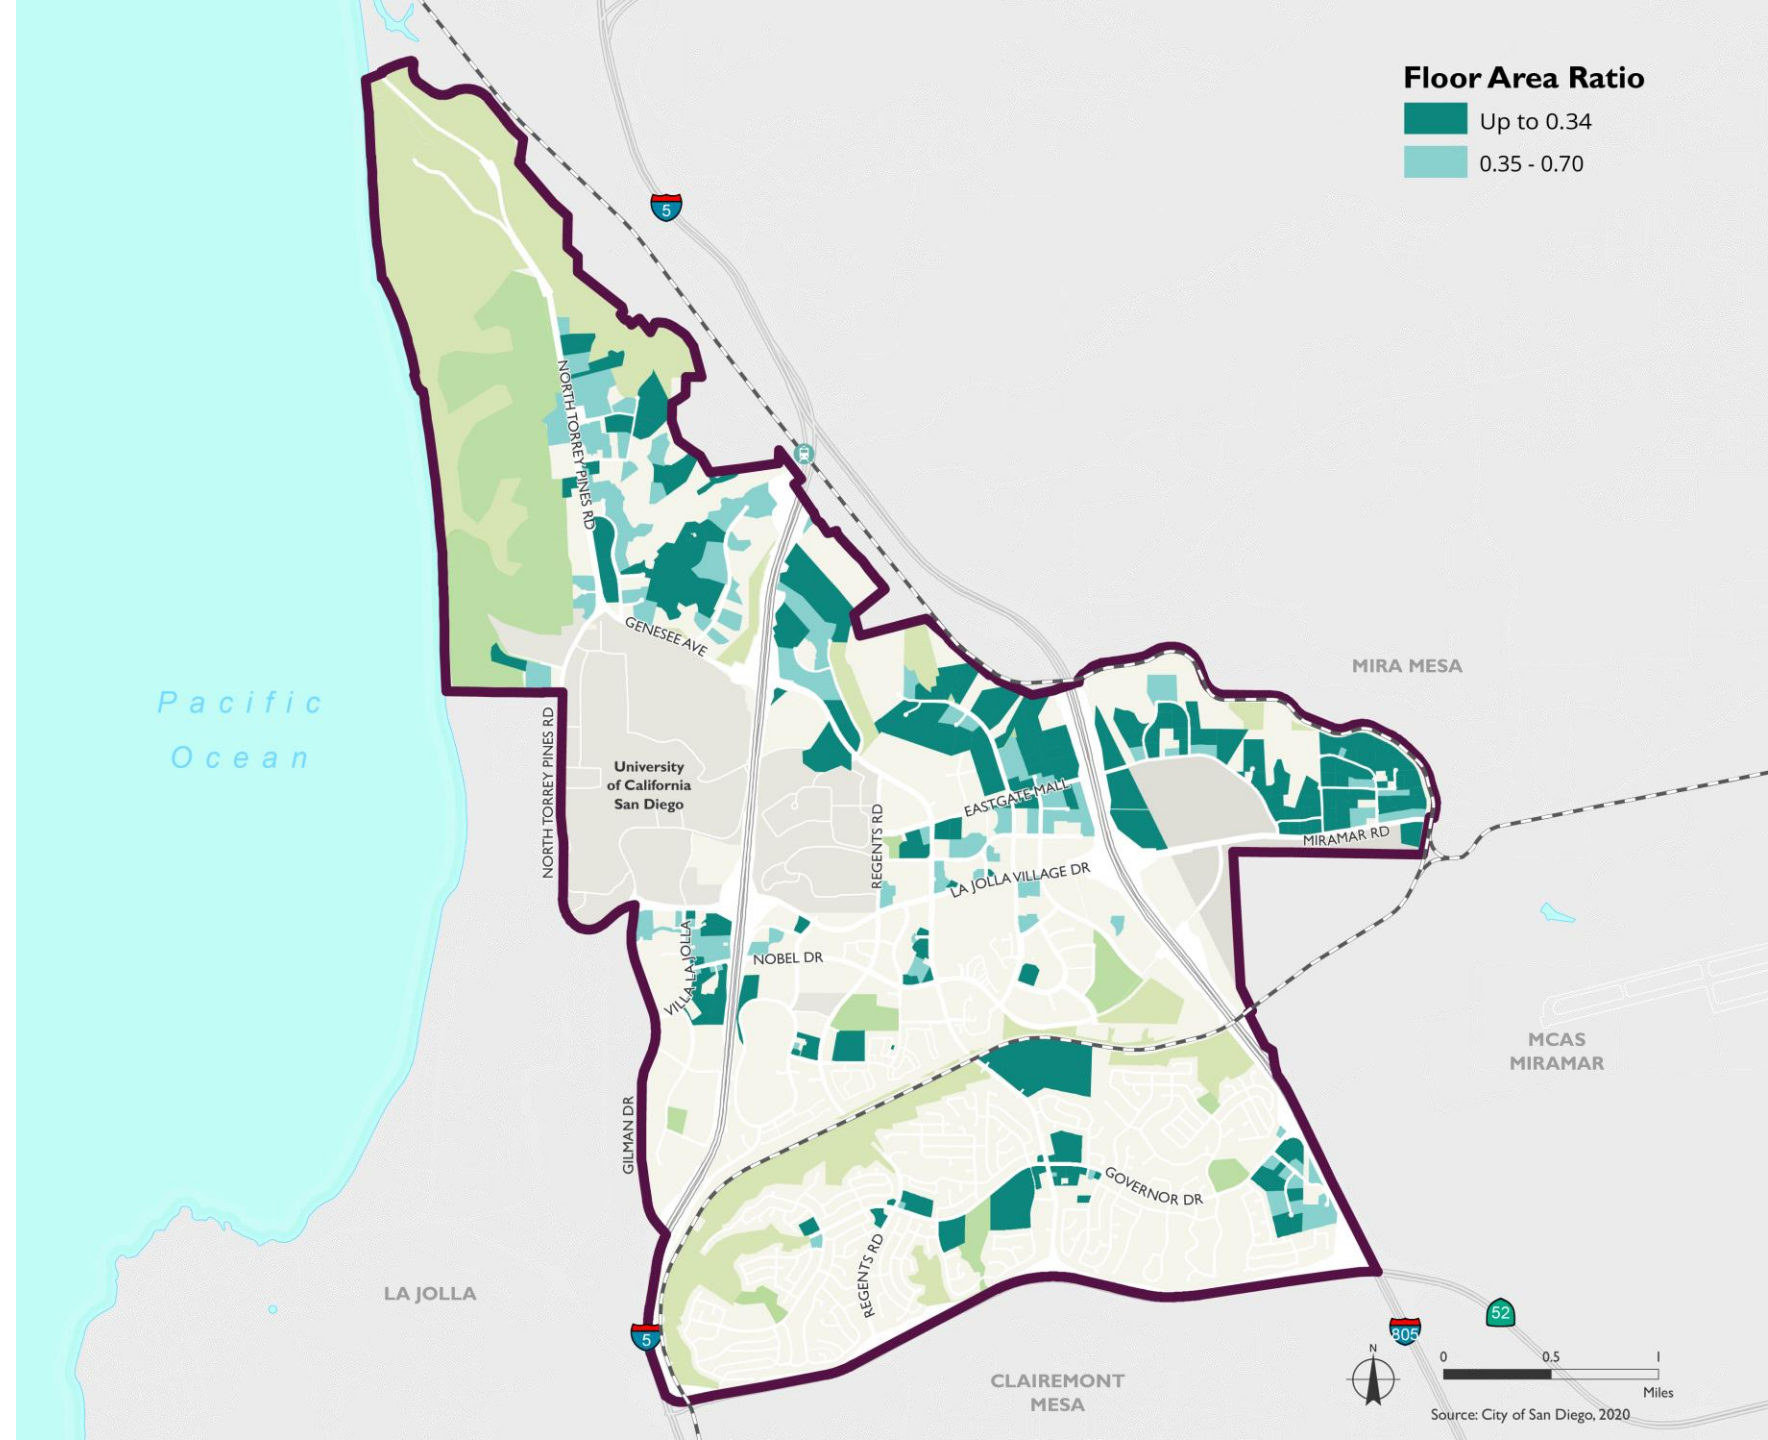 Floor Area Ratio
Up to 0.34
0.35 - 0.70
5
NORTH TORREY PINES RD
GENESEE AVE
MIRA MESA
Pacific
Ocean
University
of California
San Diego
NORTH TORREY PINES RD
REGENTS RD
EASTGATE MALL
MIRAMAR RD
LA JOLLA VILLAGE DR
VILLA LA JOLLA
NOBEL DR
MCAS
MIRAMAR
GILMAN DR
GOVERNOR DR
REGENTS RD
LA JOLLA
5
52
805
CLAIREMONT
MESA
N
0
0.5
1
Miles
Source: City of San Diego, 2020